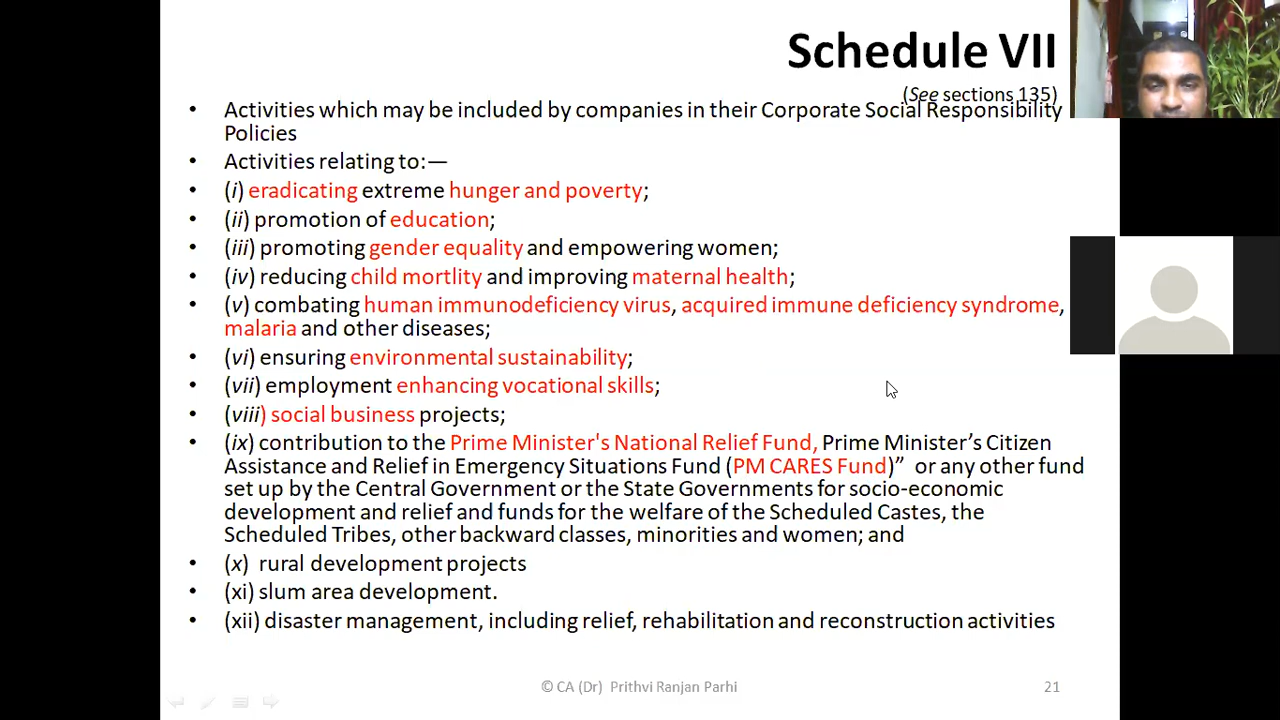 Schedule VII
(See sections 135)
• Activities which may be included by companies in their Corporate Social Responsibility
Policies
• Activities relating to:—
• (i) eradicating extreme hunger and poverty;
• (ii) promotion of education;
• (iii) promoting gender equality and empowering women;
• (iv) reducing child mortlity and improving maternal health;
• (v) combating human immunodeficiency virus, acquired immune deficiency syndrome,
malaria and other diseases;
• (vi) ensuring environmental sustainability;
• (vii) employment enhancing vocational skills;
• (viii) social business projects;
• (ix) contribution to the Prime Minister's National Relief Fund, Prime Minister’s Citizen
Assistance and Relief in Emergency Situations Fund (PM CARES Fund)” or any other fund
set up by the Central Government or the State Governments for socio-economic
development and relief and funds for the welfare of the Scheduled Castes, the
Scheduled Tribes, other backward classes, minorities and women; and
• (x) rural development projects
• (xi) slum area development.
• (xii) disaster management, including relief, rehabilitation and reconstruction activities
© CA (Dr) Prithvi Ranjan Parhi
21